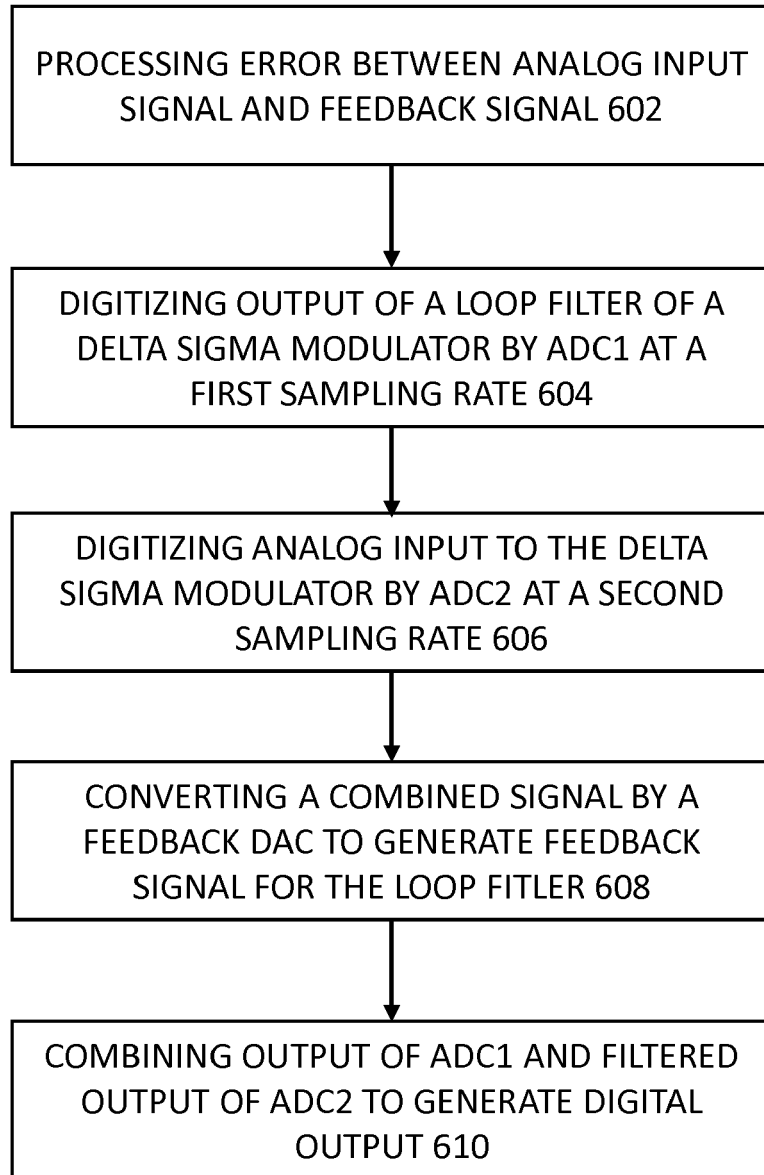 PROCESSING ERROR BETWEEN ANALOG INPUT
SIGNAL AND FEEDBACK SIGNAL 602
DIGITIZING OUTPUT OF A LOOP FILTER OF A
DELTA SIGMA MODULATOR BY ADC1 AT A
FIRST SAMPLING RATE 604
DIGITIZING ANALOG INPUT TO THE DELTA
SIGMA MODULATOR BY ADC2 AT A SECOND
SAMPLING RATE 606
CONVERTING A COMBINED SIGNAL BY A
FEEDBACK DAC TO GENERATE FEEDBACK
SIGNAL FOR THE LOOP FITLER 608
COMBINING OUTPUT OF ADC1 AND FILTERED
OUTPUT OF ADC2 TO GENERATE DIGITAL
OUTPUT 610